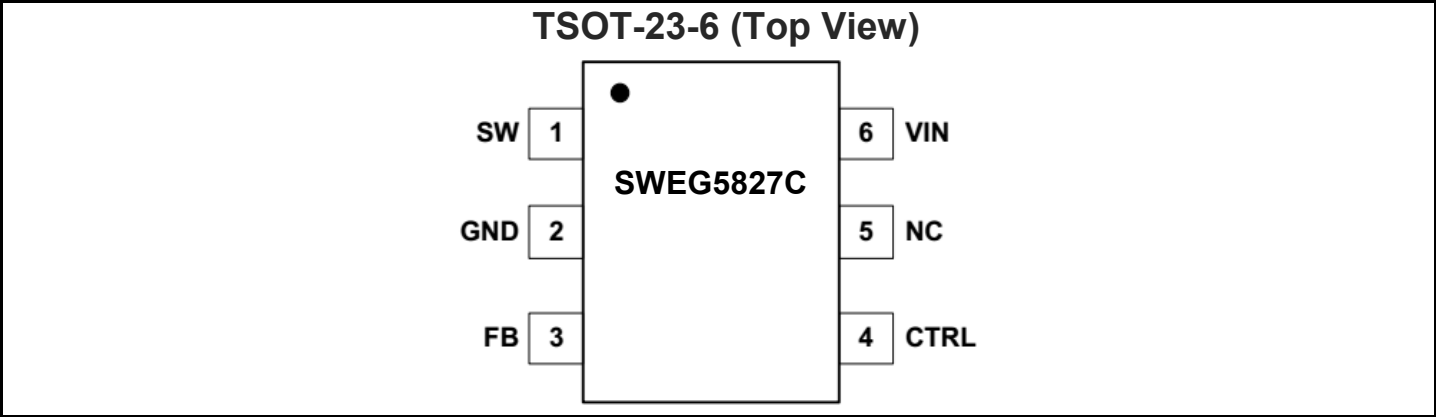 TSOT-23-6 (Top View)
SW 1 6 VIN
SWEG5827C
GND 2 5 NC
FB 3 4 CTRL